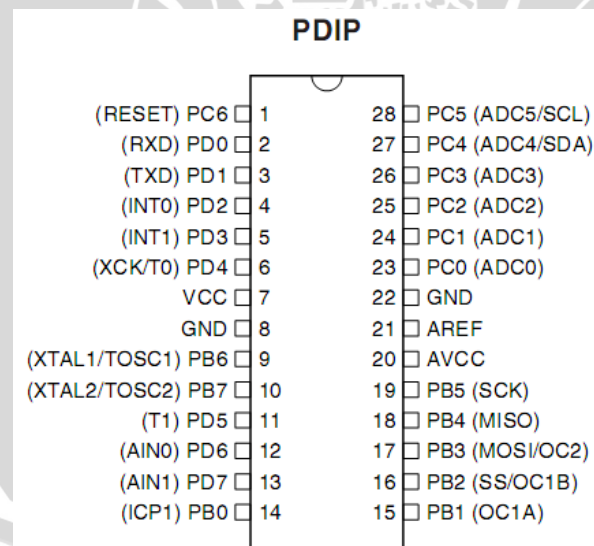 PDIP
(RESET) PC6 1 28 PC5 (ADC5/SCL)
(RXD) PD0 2 27 PC4 (ADC4/SDA)
(TXD) PD1 3 26 PC3 (ADC3)
(INT0) PD2 4 25 PC2 (ADC2)
(INT1) PD3 5 24 PC1 (ADC1)
(XCK/T0) PD4 6 23 PC0 (ADC0)
VCC 7 22 GND
GND 8 21 AREF
(XTAL1/TOSC1) PB6 9 20 AVCC
(XTAL2/TOSC2) PB7 10 19 PB5 (SCK)
(T1) PD5 11 18 PB4 (MISO)
(AIN0) PD6 12 17 PB3 (MOSI/OC2)
(AIN1) PD7 13 16 PB2 (SS/OC1B)
(ICP1) PB0 14 15 PB1 (OC1A)